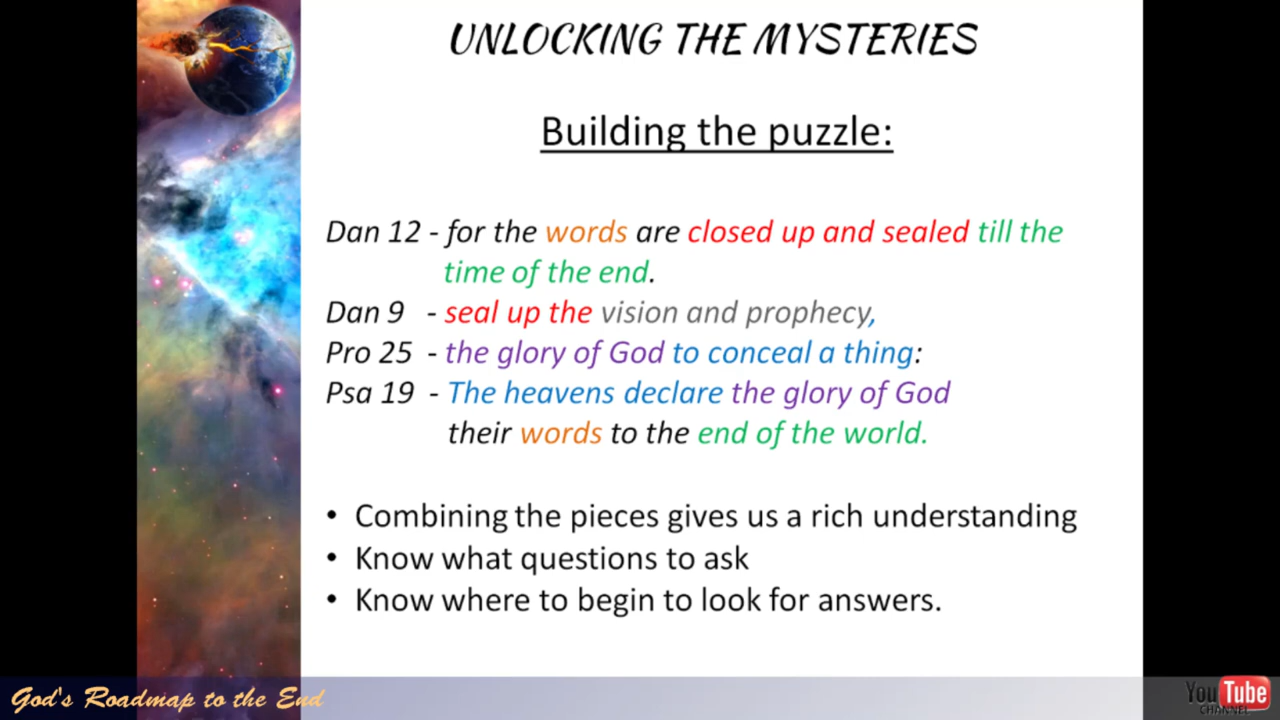 UNLOCKING THE MYSTERIES
Building the puzzle:
Dan 12 - for the words are closed up and sealed till the
time of the end.
Dan 9 - seal up the vision and prophecy,
Pro 25 - the glory of God to conceal a thing:
Psa 19 - The heavens declare the glory of God
their words to the end of the world.
• Combining the pieces gives us a rich understanding
• Know what questions to ask
• Know where to begin to look for answers.
God's Roadmap to the End
YouTube
CHANNEL